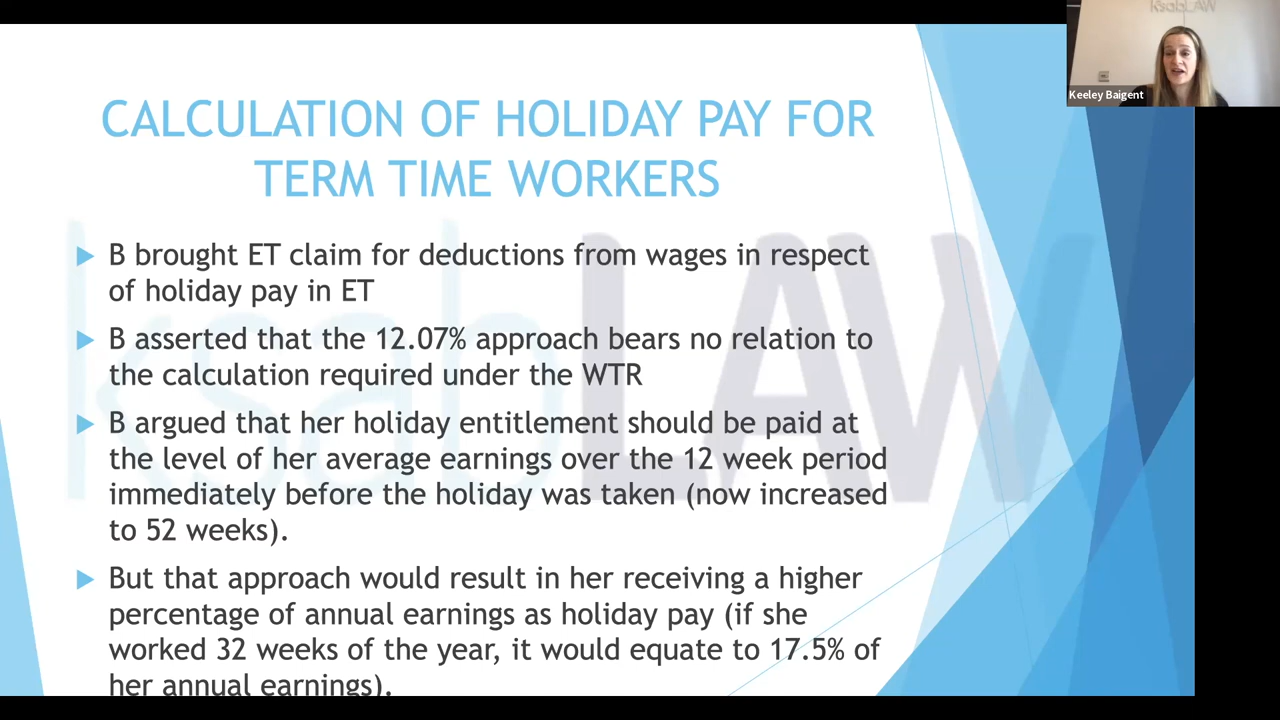 ksabLAW
Keeley Baigent
CALCULATION OF HOLIDAY PAY FOR
TERM TIME WORKERS
B brought ET claim for deductions from wages in respect
of holiday pay in ET
B asserted that the 12.07% approach bears no relation to
the calculation required under the WTR
B argued that her holiday entitlement should be paid at
the level of her average earnings over the 12 week period
immediately before the holiday was taken (now increased
to 52 weeks).
But that approach would result in her receiving a higher
percentage of annual earnings as holiday pay (if she
worked 32 weeks of the year, it would equate to 17.5% of
her annual earnings).
ksabLAW